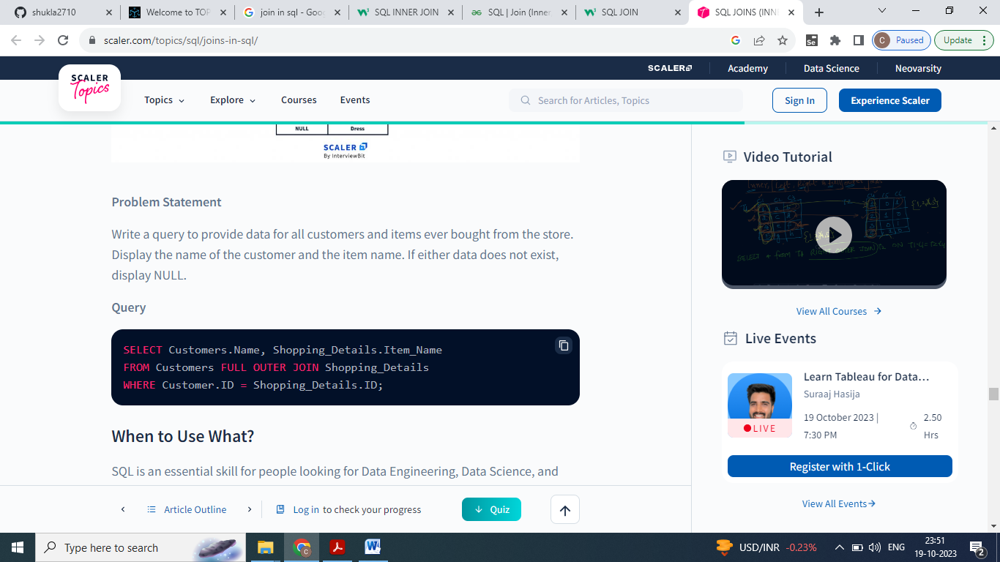 shukla2710
Welcome to TOP
join in sql - Goog
SQL INNER JOIN
SQL | Join (Inner
SQL JOIN
SQL JOINS (INN
scaler.com/topics/sql/joins-in-sql/
Se
C Paused
Update
SCALER
Academy
Data Science
Neovarsity
SCALER
Topics
Topics
Explore
Courses
Events
Search for Articles, Topics
Sign In
Experience Scaler
NULL Dress
SCALER
By InterviewBit
Problem Statement
Write a query to provide data for all customers and items ever bought from the store.
Display the name of the customer and the item name. If either data does not exist,
display NULL.
Query
SELECT Customers.Name, Shopping_Details.Item_Name
FROM Customers FULL OUTER JOIN Shopping_Details
WHERE Customer.ID = Shopping_Details.ID;
When to Use What?
SQL is an essential skill for people looking for Data Engineering, Data Science, and
Article Outline
Log in to check your progress
Quiz
Video Tutorial
View All Courses
Live Events
LIVE
Learn Tableau for Data...
Suraaj Hasija
19 October 2023 |
7:30 PM
2.50
Hrs
Register with 1-Click
View All Events
Type here to search
USD/INR -0.23%
ENG
23:51
19-10-2023
2